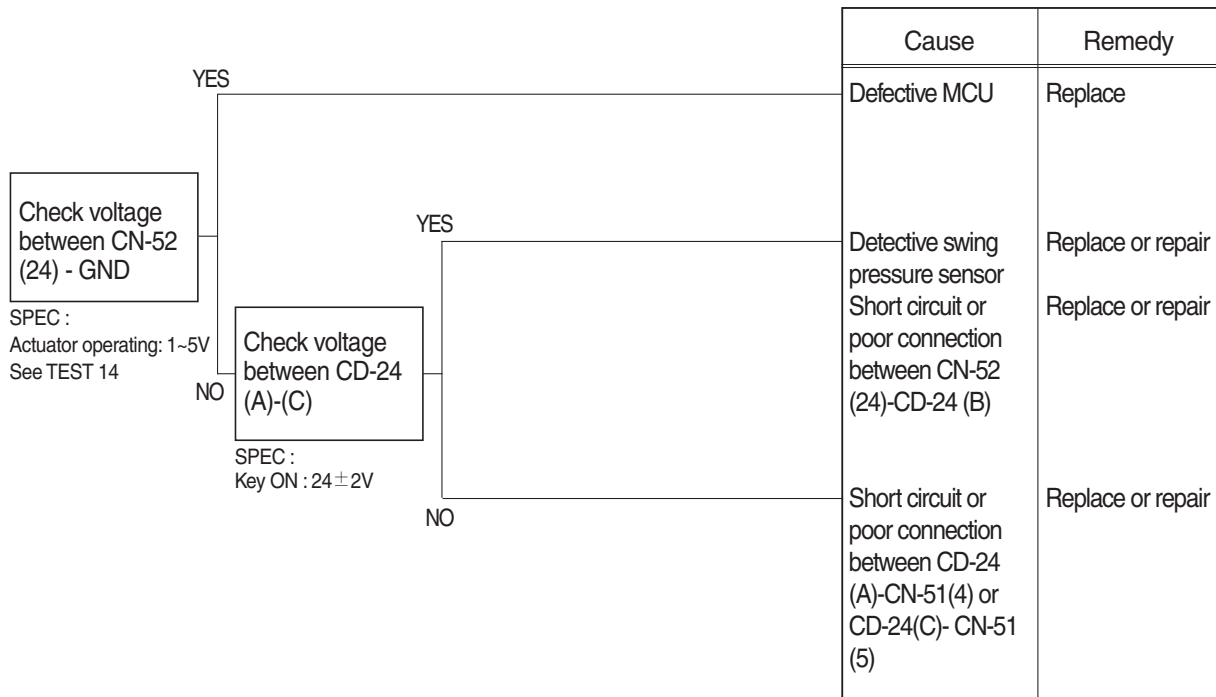 Cause Remedy
YES
Defective MCU Replace
Check voltage
between CN-52
(24) - GND
SPEC :
Actuator operating: 1~5V
See TEST 14
NO
Check voltage
between CD-24
(A)-(C)
SPEC :
Key ON : 24±2V
YES
Detective swing Replace or repair
pressure sensor
Short circuit or Replace or repair
poor connection
between CN-52
(24)-CD-24 (B)
NO
Short circuit or Replace or repair
poor connection
between CD-24
(A)-CN-51(4) or
CD-24(C)- CN-51
(5)